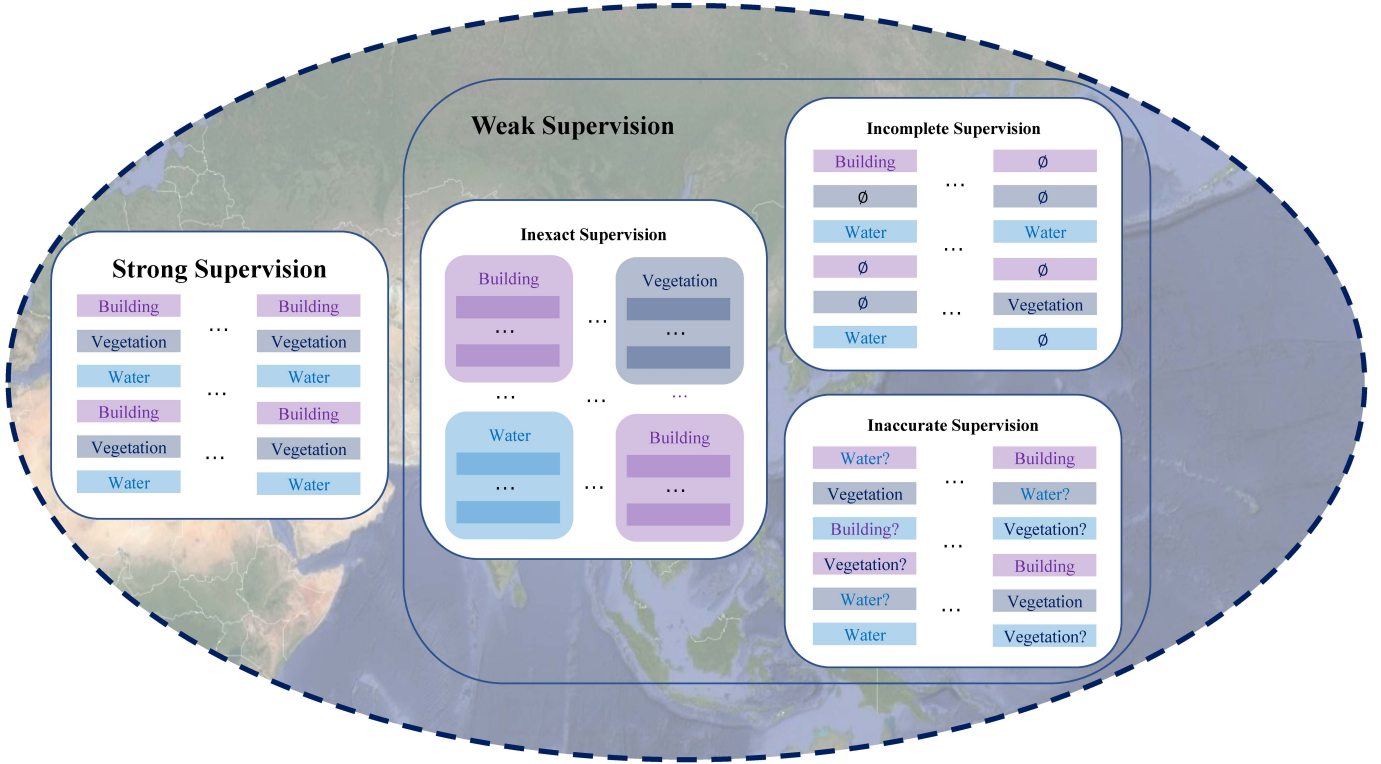 Weak Supervision
Strong Supervision
Building ... Building
Vegetation Vegetation
Water ... Water
Building Building
Vegetation ... Vegetation
Water Water
Inexact Supervision
Building ... Vegetation
... ...
... ... ...
Water Building
... ... ...
Incomplete Supervision
Building ... Ø
Ø Ø
Water ... Water
Ø Ø
Ø ... Vegetation
Water Ø
Inaccurate Supervision
Water? ... Building
Vegetation Water?
Building? ... Vegetation?
Vegetation? Building
Water? ... Vegetation
Water Vegetation?